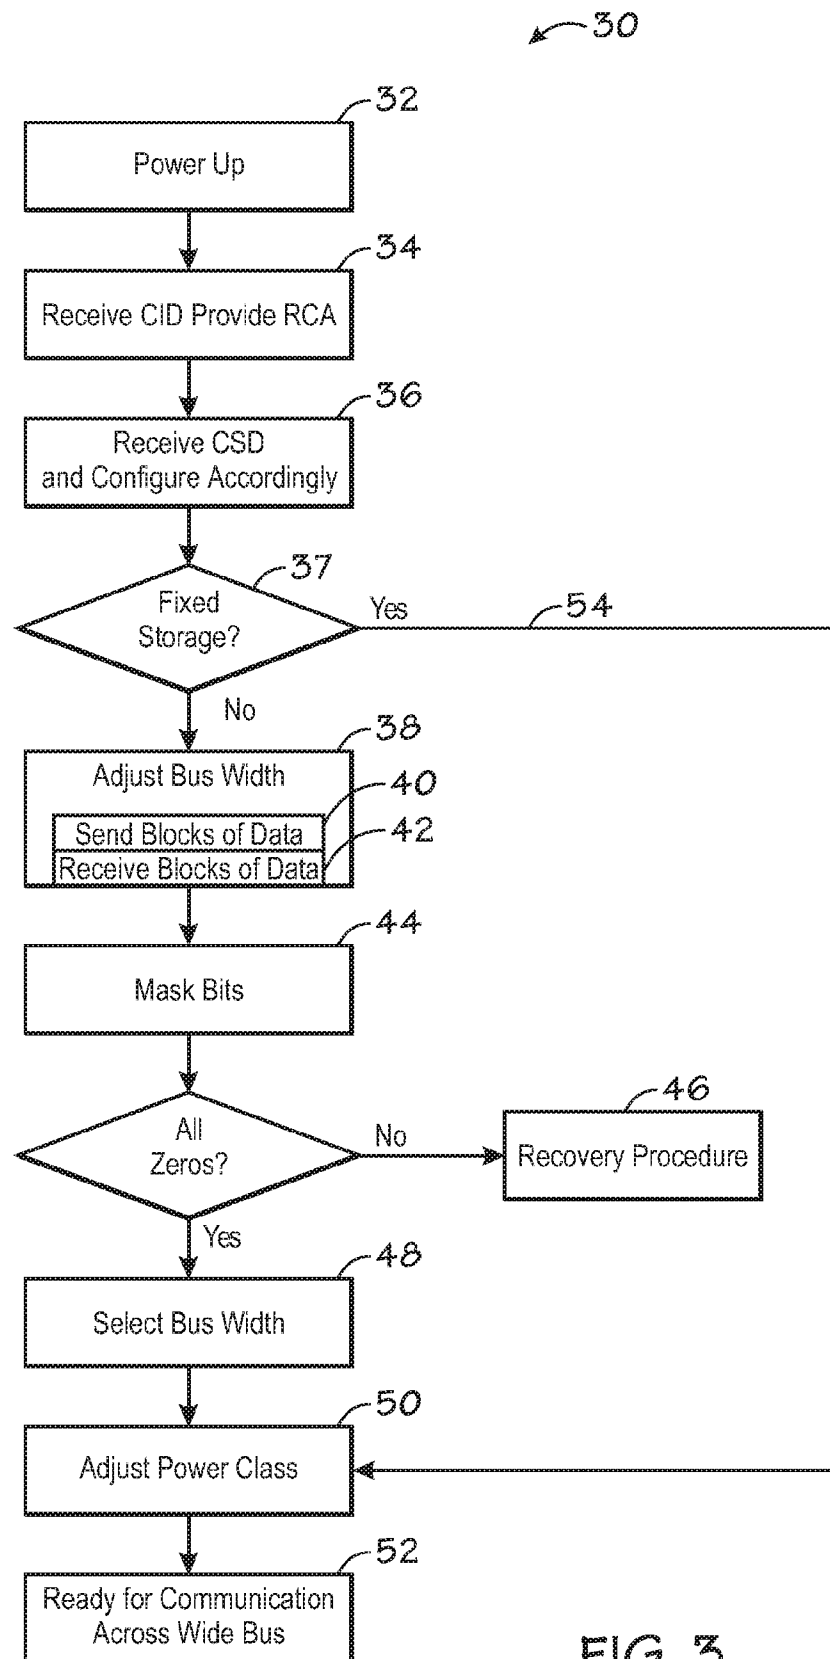 30
32
Power Up
34
Receive CID Provide RCA
36
Receive CSD
and Configure Accordingly
37
Fixed
Storage?
Yes
54
No
38
Adjust Bus Width
40
Send Blocks of Data
42
Receive Blocks of Data
44
Mask Bits
46
All
Zeros?
No
Recovery Procedure
Yes
48
Select Bus Width
50
Adjust Power Class
52
Ready for Communication
Across Wide Bus
FIG. 3